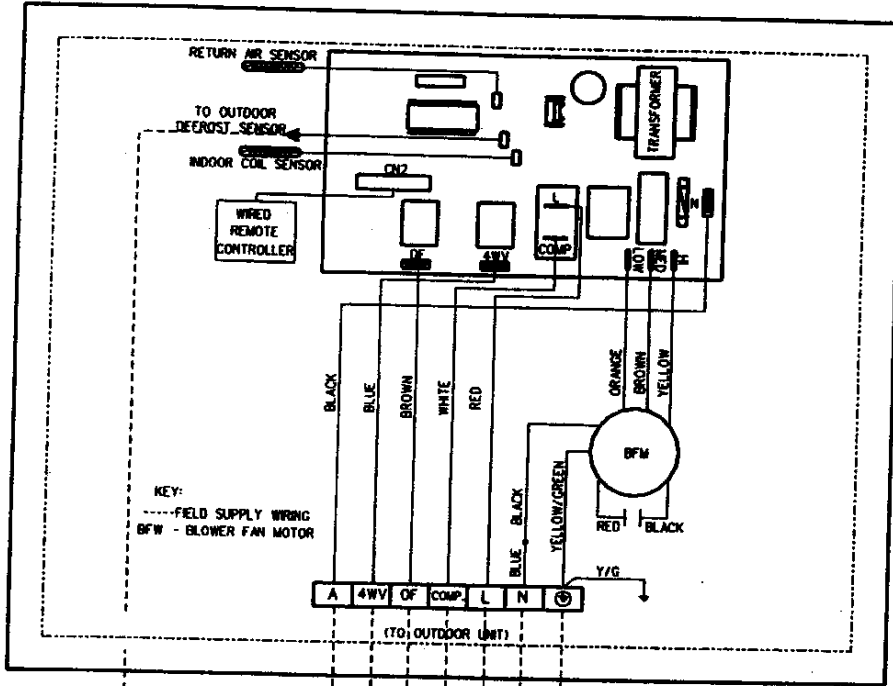 RETURN AIR SENSOR
TO OUTDOOR
DEFROST SENSOR
INDOOR COIL SENSOR
CN2
WIRED
REMOTE
CONTROLLER
TRANSFORMER
L
N
COMP
OF
4WV
LOW
MED
HI
BLACK
BLUE
BROWN
WHITE
RED
ORANGE
BROWN
YELLOW
BFM
BLACK
BLUE
YELLOW/GREEN
RED
BLACK
KEY:
-----FIELD SUPPLY WIRING
BFW - BLOWER FAN MOTOR
Y/G
A 4WV OF COMP. L N
(TO OUTDOOR UNIT)